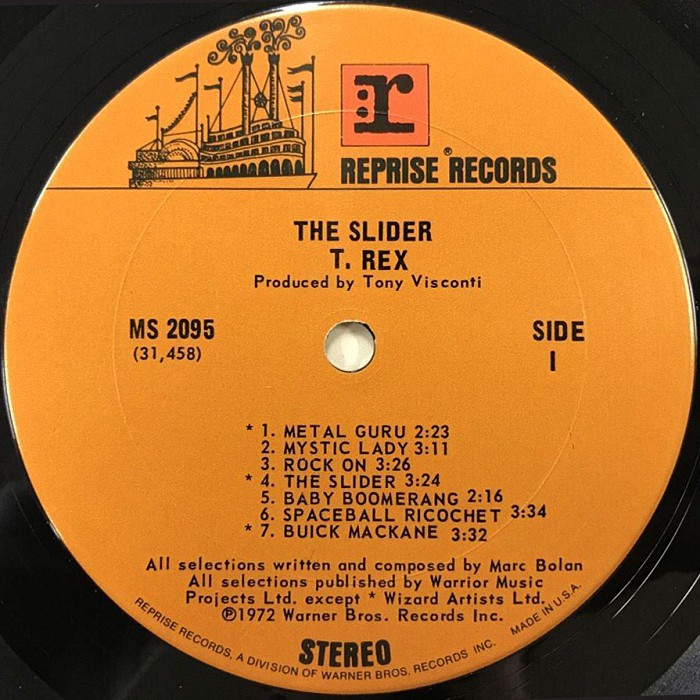 r
REPRISE® RECORDS
THE SLIDER
T. REX
Produced by Tony Visconti
MS 2095
(31,458)
SIDE
1
* 1. METAL GURU 2:23
2. MYSTIC LADY 3:11
3. ROCK ON 3:26
* 4. THE SLIDER 3:24
5. BABY BOOMERANG 2:16
6. SPACEBALL RICOCHET 3:34
* 7. BUICK MACKANE 3:32
All selections written and composed by Marc Bolan
All selections published by Warrior Music
Projects Ltd. except * Wizard Artists Ltd.
℗1972 Warner Bros. Records Inc.
STEREO
REPRISE RECORDS, A DIVISION OF WARNER BROS. RECORDS INC. MADE IN U.S.A.